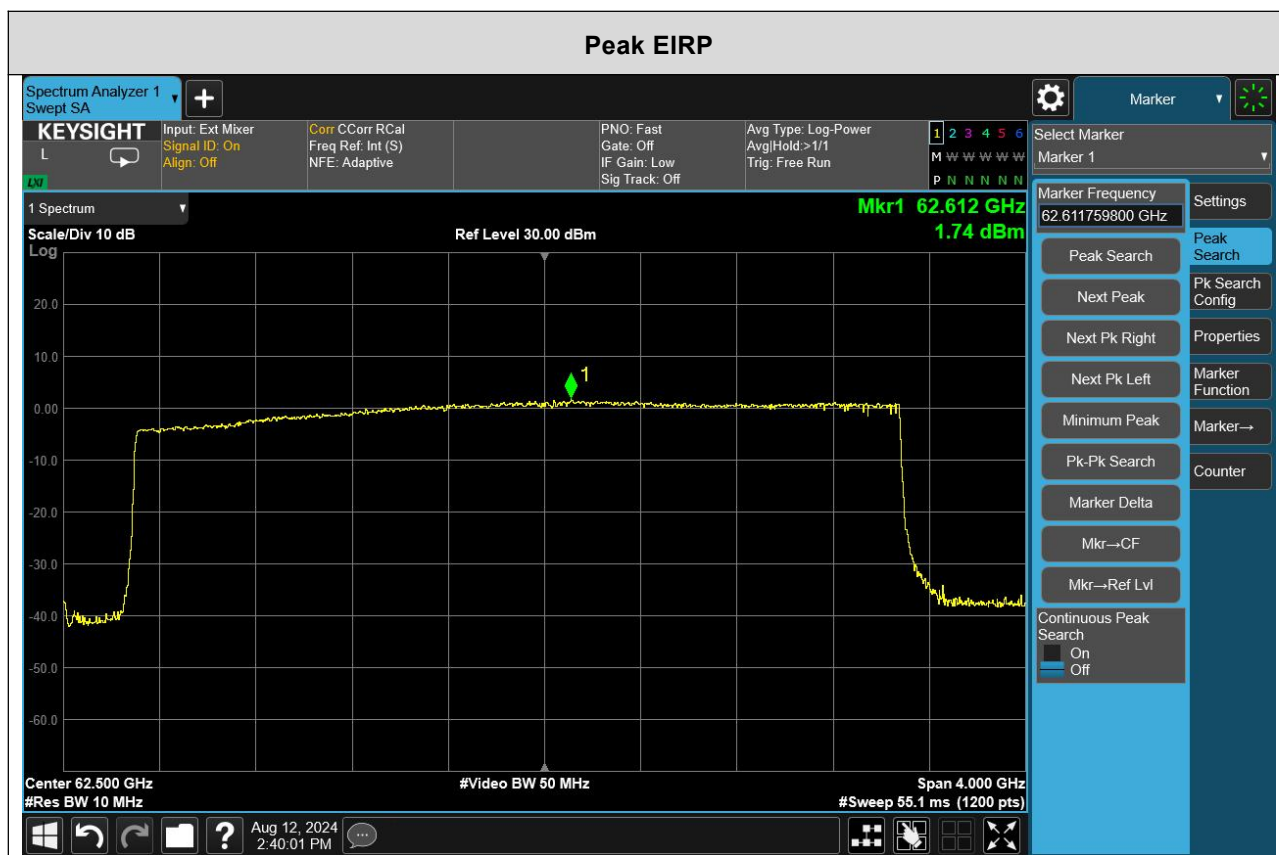 Peak EIRP
Spectrum Analyzer 1
Swept SA
Marker
KEYSIGHT
L
LXI
Input: Ext Mixer
Signal ID: On
Align: Off
Corr CCorr RCal
Freq Ref: Int (S)
NFE: Adaptive
PNO: Fast
Gate: Off
IF Gain: Low
Sig Track: Off
Avg Type: Log-Power
Avg|Hold:>1/1
Trig: Free Run
1 2 3 4 5 6
M W W W W W
P N N N N N
Select Marker
Marker 1
1 Spectrum
Scale/Div 10 dB
Log
Ref Level 30.00 dBm
Mkr1 62.612 GHz
1.74 dBm
20.0
10.0
0.00
-10.0
-20.0
-30.0
-40.0
-50.0
-60.0
1
Center 62.500 GHz
#Res BW 10 MHz
#Video BW 50 MHz
Span 4.000 GHz
#Sweep 55.1 ms (1200 pts)
Marker Frequency
62.611759800 GHz
Peak Search
Next Peak
Next Pk Right
Next Pk Left
Minimum Peak
Pk-Pk Search
Marker Delta
Mkr→CF
Mkr→Ref Lvl
Continuous Peak
Search
On
Off
Settings
Peak
Search
Pk Search
Config
Properties
Marker
Function
Marker→
Counter
?
Aug 12, 2024
2:40:01 PM